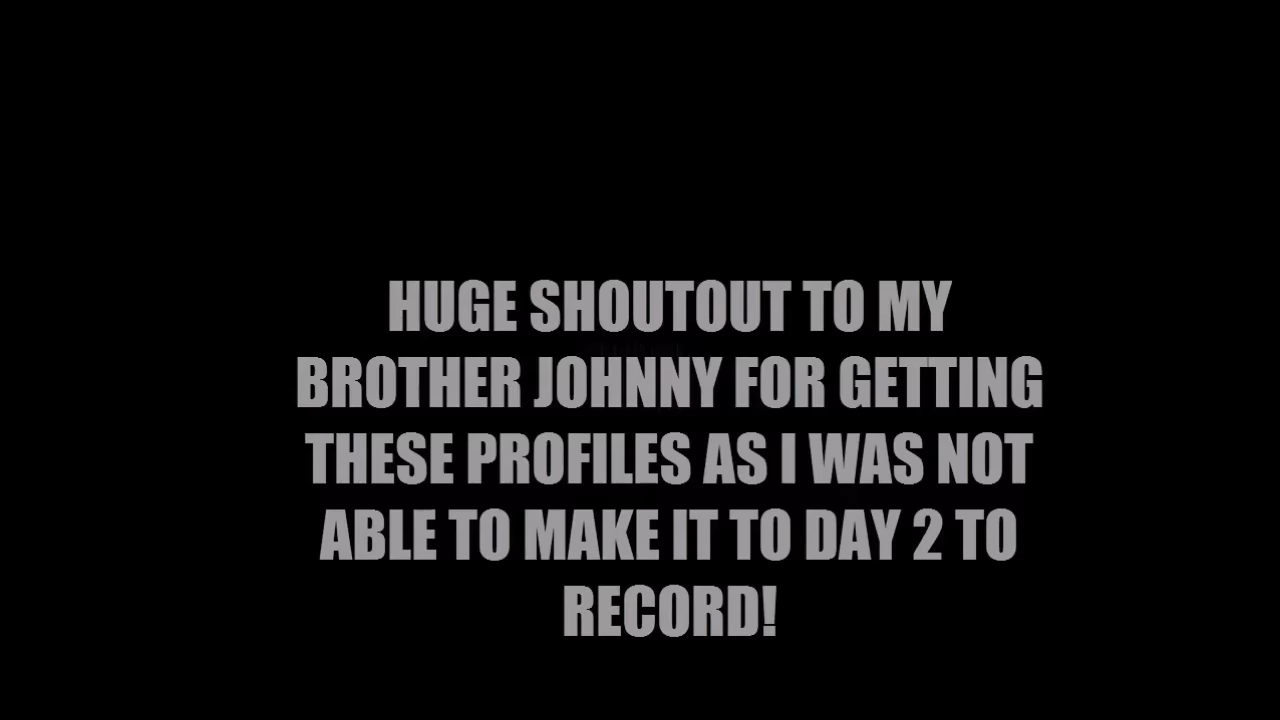 HUGE SHOUTOUT TO MY
BROTHER JOHNNY FOR GETTING
THESE PROFILES AS I WAS NOT
ABLE TO MAKE IT TO DAY 2 TO
RECORD!